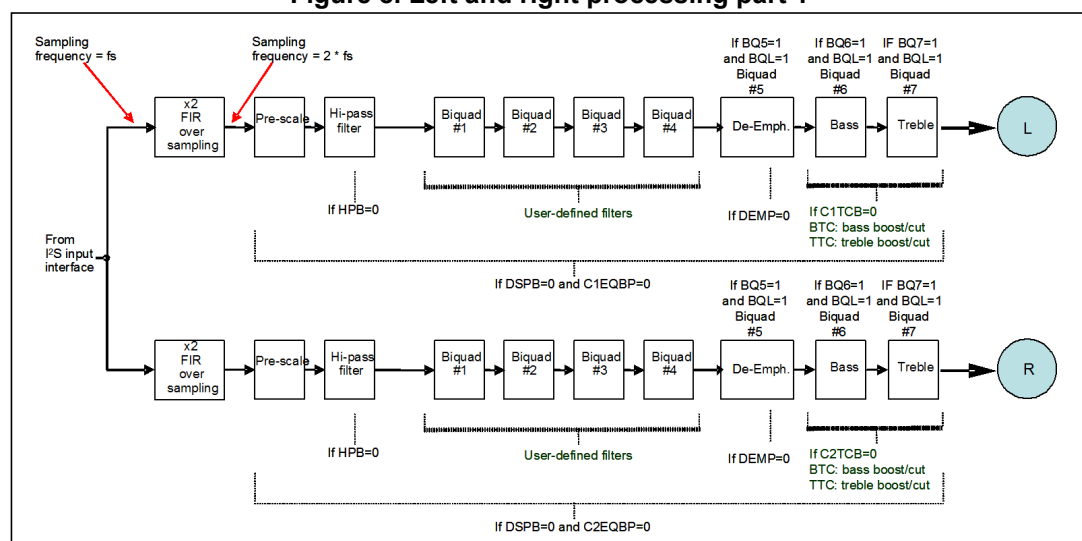 Sampling
frequency = fs
Sampling
frequency = 2 * fs
If BQ5=1
and BQL=1
Biquad
#5
If BQ6=1
and BQL=1
Biquad
#6
IF BQ7=1
and BQL=1
Biquad
#7
x2
FIR
over
sampling
Pre-scale
Hi-pass
filter
Biquad
#1
Biquad
#2
Biquad
#3
Biquad
#4
De-Emph.
Bass
Treble
L
If HPB=0
User-defined filters
If DEMP=0
If C1TCB=0
BTC: bass boost/cut
TTC: treble boost/cut
If DSPB=0 and C1EQBP=0
From
I²S input
interface
If BQ5=1
and BQL=1
Biquad
#5
If BQ6=1
and BQL=1
Biquad
#6
IF BQ7=1
and BQL=1
Biquad
#7
x2
FIR
over
sampling
Pre-scale
Hi-pass
filter
Biquad
#1
Biquad
#2
Biquad
#3
Biquad
#4
De-Emph.
Bass
Treble
R
If HPB=0
User-defined filters
If DEMP=0
If C2TCB=0
BTC: bass boost/cut
TTC: treble boost/cut
If DSPB=0 and C2EQBP=0